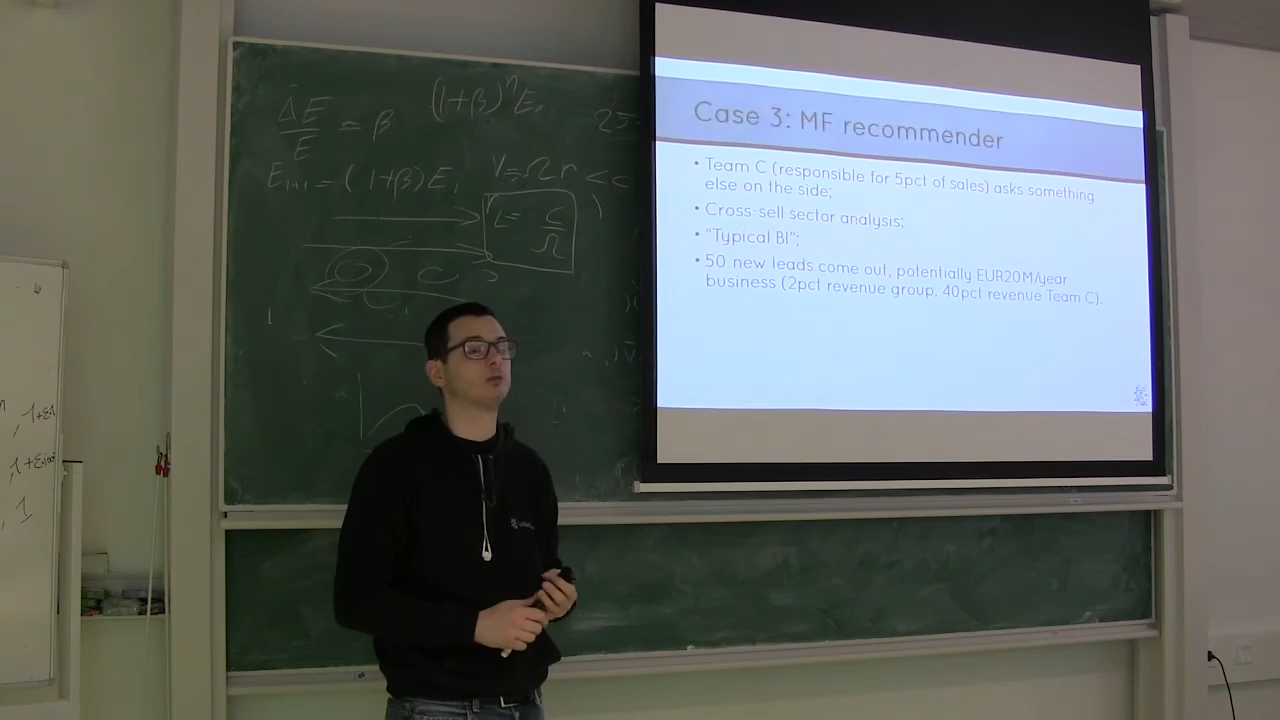 Case 3: MF recommender
• Team C (responsible for 5pct of sales) asks something
else on the side;
• Cross-sell sector analysis;
• "Typical BI";
• 50 new leads come out, potentially EUR20M/year
business (2pct revenue group, 40pct revenue Team C).
ΔE/E = β
(1+β)ⁿ E
25
= (1+β) E
V = Ω r << c
L = c/Ω
1